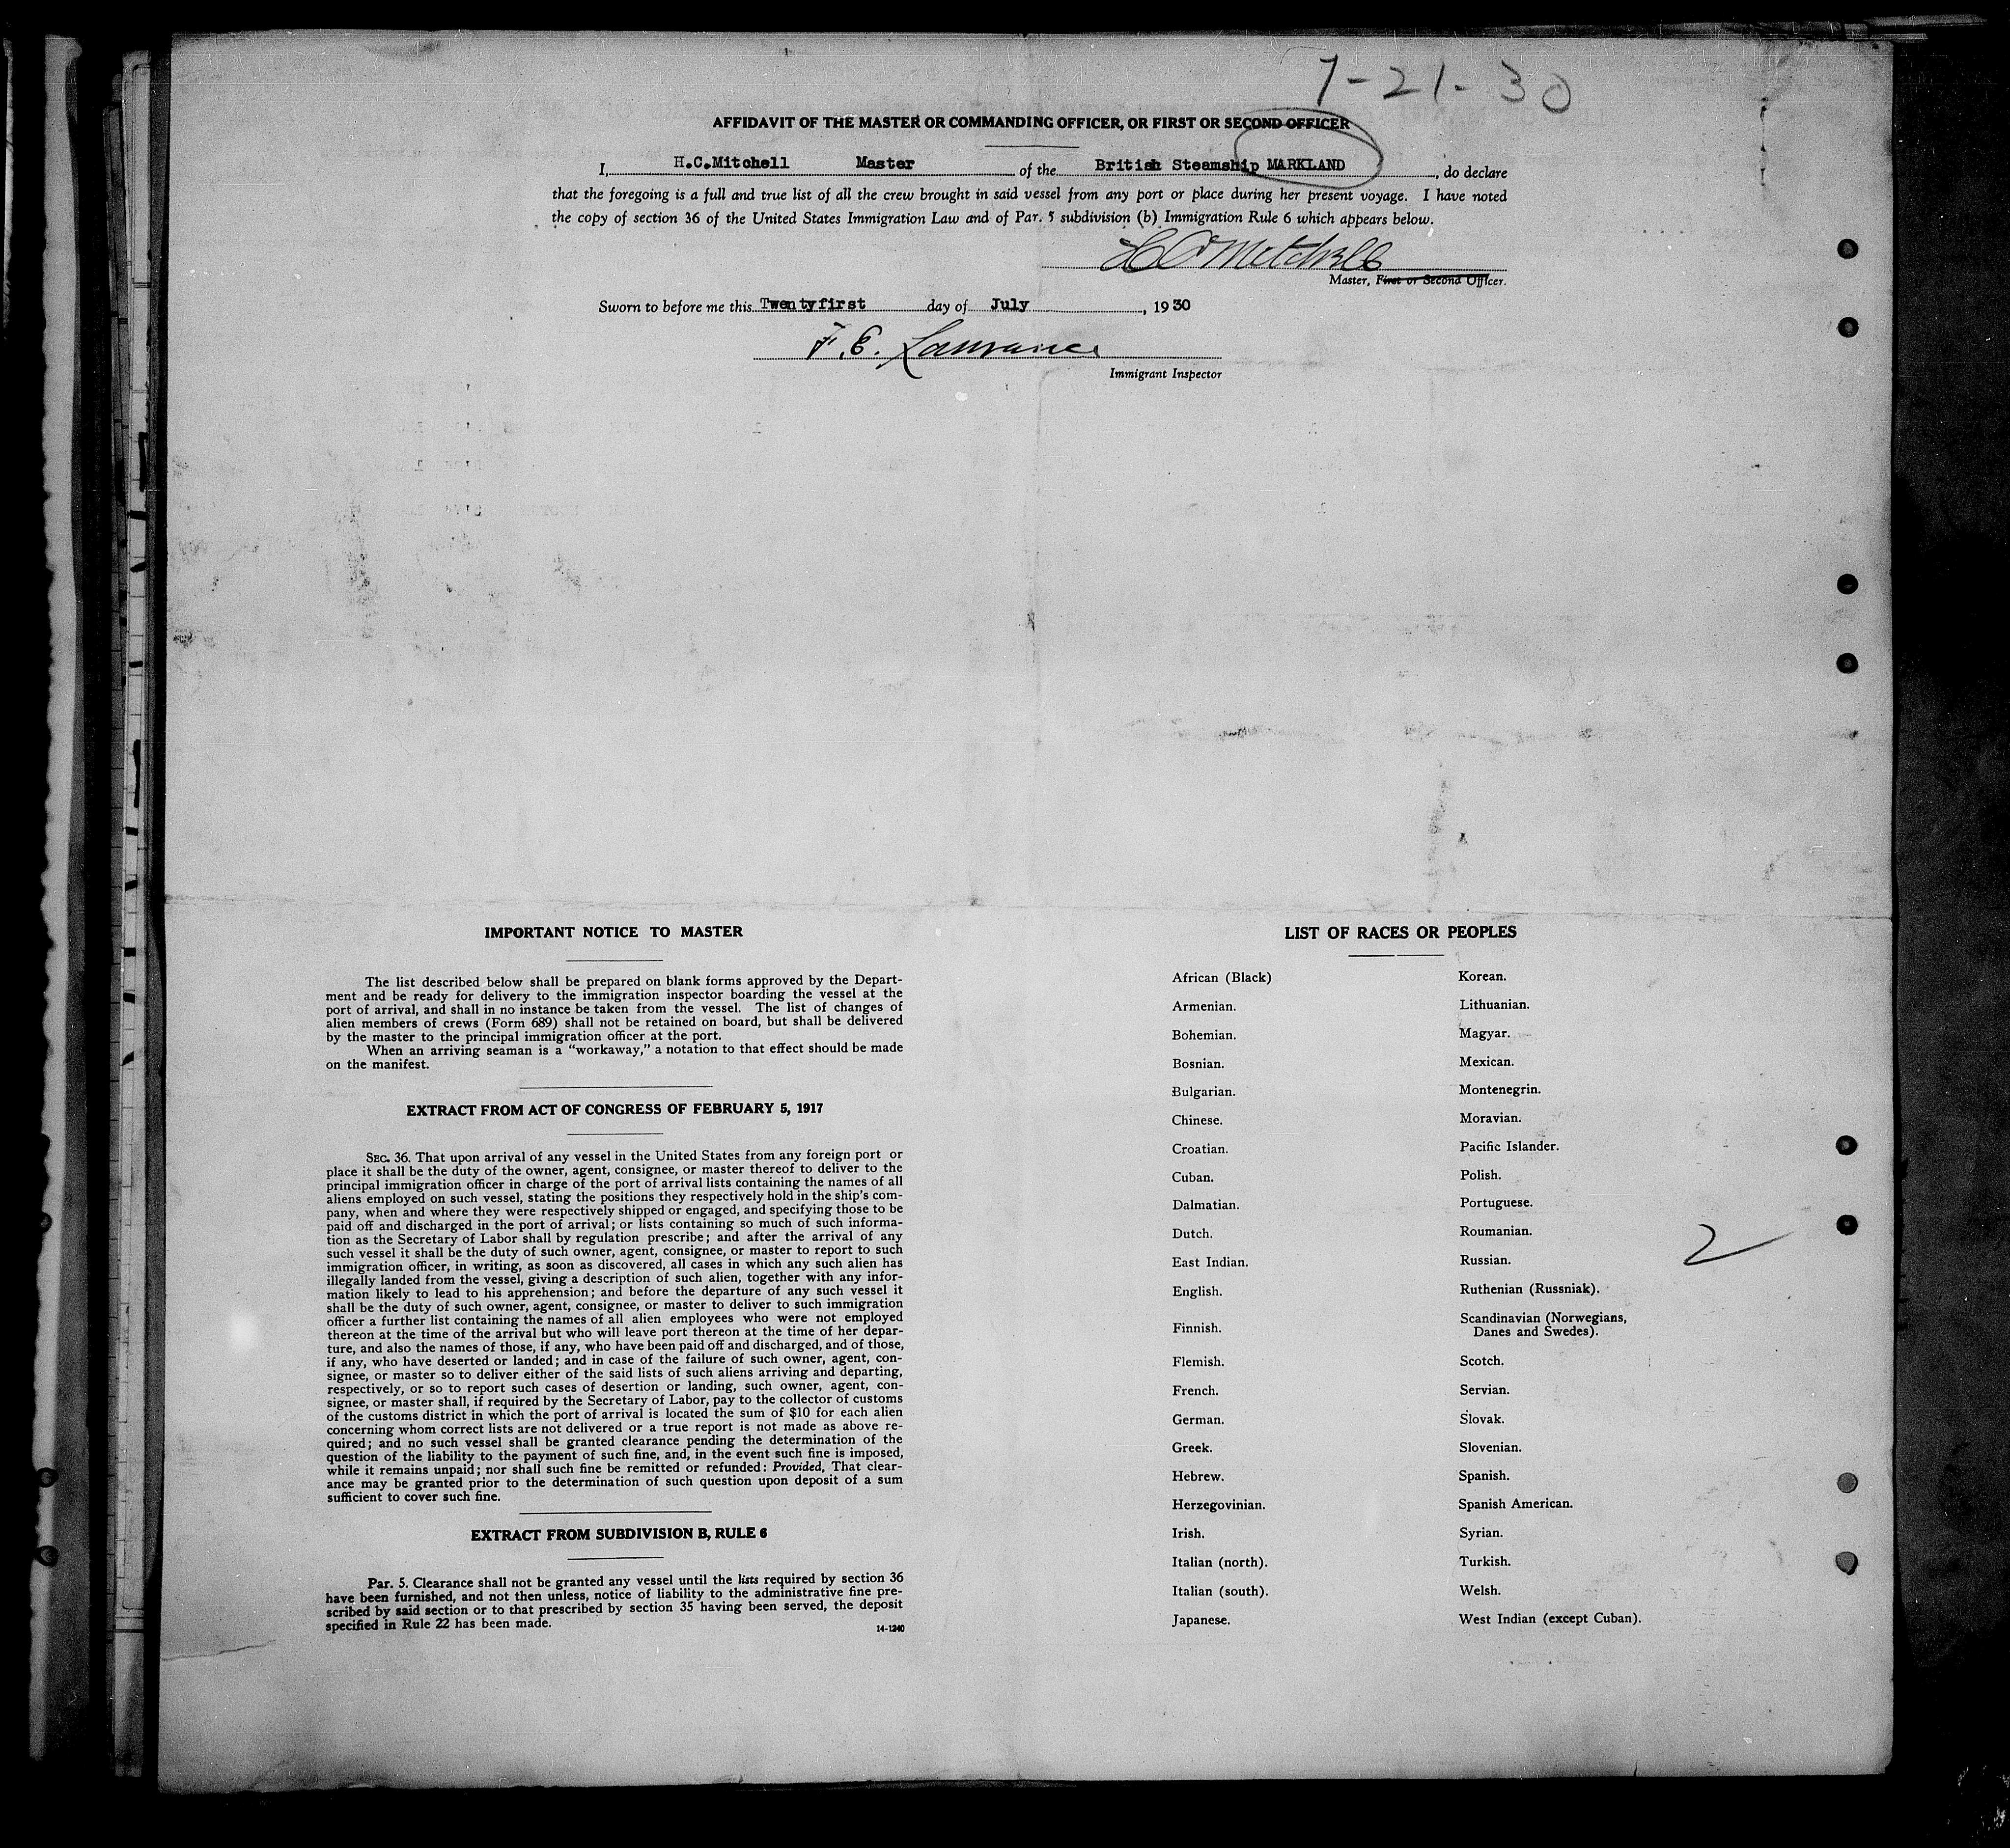 7-21-30
AFFIDAVIT OF THE MASTER OR COMMANDING OFFICER, OR FIRST OR SECOND OFFICER
I, H.C.Mitchell Master of the British Steamship MARKLAND, do declare
that the foregoing is a full and true list of all the crew brought in said vessel from any port or place during her present voyage. I have noted
the copy of section 36 of the United States Immigration Law and of Par. 5 subdivision (b) Immigration Rule 6 which appears below.
H C Mitchell
Master, First or Second Officer.
Sworn to before me this Twentyfirst day of July, 1930
F. E. Lawrance
Immigrant Inspector
IMPORTANT NOTICE TO MASTER
The list described below shall be prepared on blank forms approved by the Depart-
ment and be ready for delivery to the immigration inspector boarding the vessel at the
port of arrival, and shall in no instance be taken from the vessel. The list of changes of
alien members of crews (Form 689) shall not be retained on board, but shall be delivered
by the master to the principal immigration officer at the port.
When an arriving seaman is a "workaway," a notation to that effect should be made
on the manifest.
EXTRACT FROM ACT OF CONGRESS OF FEBRUARY 5, 1917
SEC. 36. That upon arrival of any vessel in the United States from any foreign port or
place it shall be the duty of the owner, agent, consignee, or master thereof to deliver to the
principal immigration officer in charge of the port of arrival lists containing the names of all
aliens employed on such vessel, stating the positions they respectively hold in the ship's com-
pany, when and where they were respectively shipped or engaged, and specifying those to be
paid off and discharged in the port of arrival; or lists containing so much of such informa-
tion as the Secretary of Labor shall by regulation prescribe; and after the arrival of any
such vessel it shall be the duty of such owner, agent, consignee, or master to report to such
immigration officer, in writing, as soon as discovered, all cases in which any such alien has
illegally landed from the vessel, giving a description of such alien, together with any infor-
mation likely to lead to his apprehension; and before the departure of any such vessel it
shall be the duty of such owner, agent, consignee, or master to deliver to such immigration
officer a further list containing the names of all alien employees who were not employed
thereon at the time of the arrival but who will leave port thereon at the time of her depar-
ture, and also the names of those, if any, who have been paid off and discharged, and of those,
if any, who have deserted or landed; and in case of the failure of such owner, agent, con-
signee, or master so to deliver either of the said lists of such aliens arriving and departing,
respectively, or so to report such cases of desertion or landing, such owner, agent, con-
signee, or master shall, if required by the Secretary of Labor, pay to the collector of customs
of the customs district in which the port of arrival is located the sum of $10 for each alien
concerning whom correct lists are not delivered or a true report is not made as above re-
quired; and no such vessel shall be granted clearance pending the determination of the
question of the liability to the payment of such fine, and, in the event such fine is imposed,
while it remains unpaid; nor shall such fine be remitted or refunded: Provided, That clear-
ance may be granted prior to the determination of such question upon deposit of a sum
sufficient to cover such fine.
EXTRACT FROM SUBDIVISION B, RULE 6
Par. 5. Clearance shall not be granted any vessel until the lists required by section 36
have been furnished, and not then unless, notice of liability to the administrative fine pre-
scribed by said section or to that prescribed by section 35 having been served, the deposit
specified in Rule 22 has been made.
14-1240
LIST OF RACES OR PEOPLES
African (Black)
Armenian.
Bohemian.
Bosnian.
Bulgarian.
Chinese.
Croatian.
Cuban.
Dalmatian.
Dutch.
East Indian.
English.
Finnish.
Flemish.
French.
German.
Greek.
Hebrew.
Herzegovinian.
Irish.
Italian (north).
Italian (south).
Japanese.
Korean.
Lithuanian.
Magyar.
Mexican.
Montenegrin.
Moravian.
Pacific Islander.
Polish.
Portuguese.
Roumanian.
Russian.
Ruthenian (Russniak).
Scandinavian (Norwegians,
Danes and Swedes).
Scotch.
Servian.
Slovak.
Slovenian.
Spanish.
Spanish American.
Syrian.
Turkish.
Welsh.
West Indian (except Cuban).
2